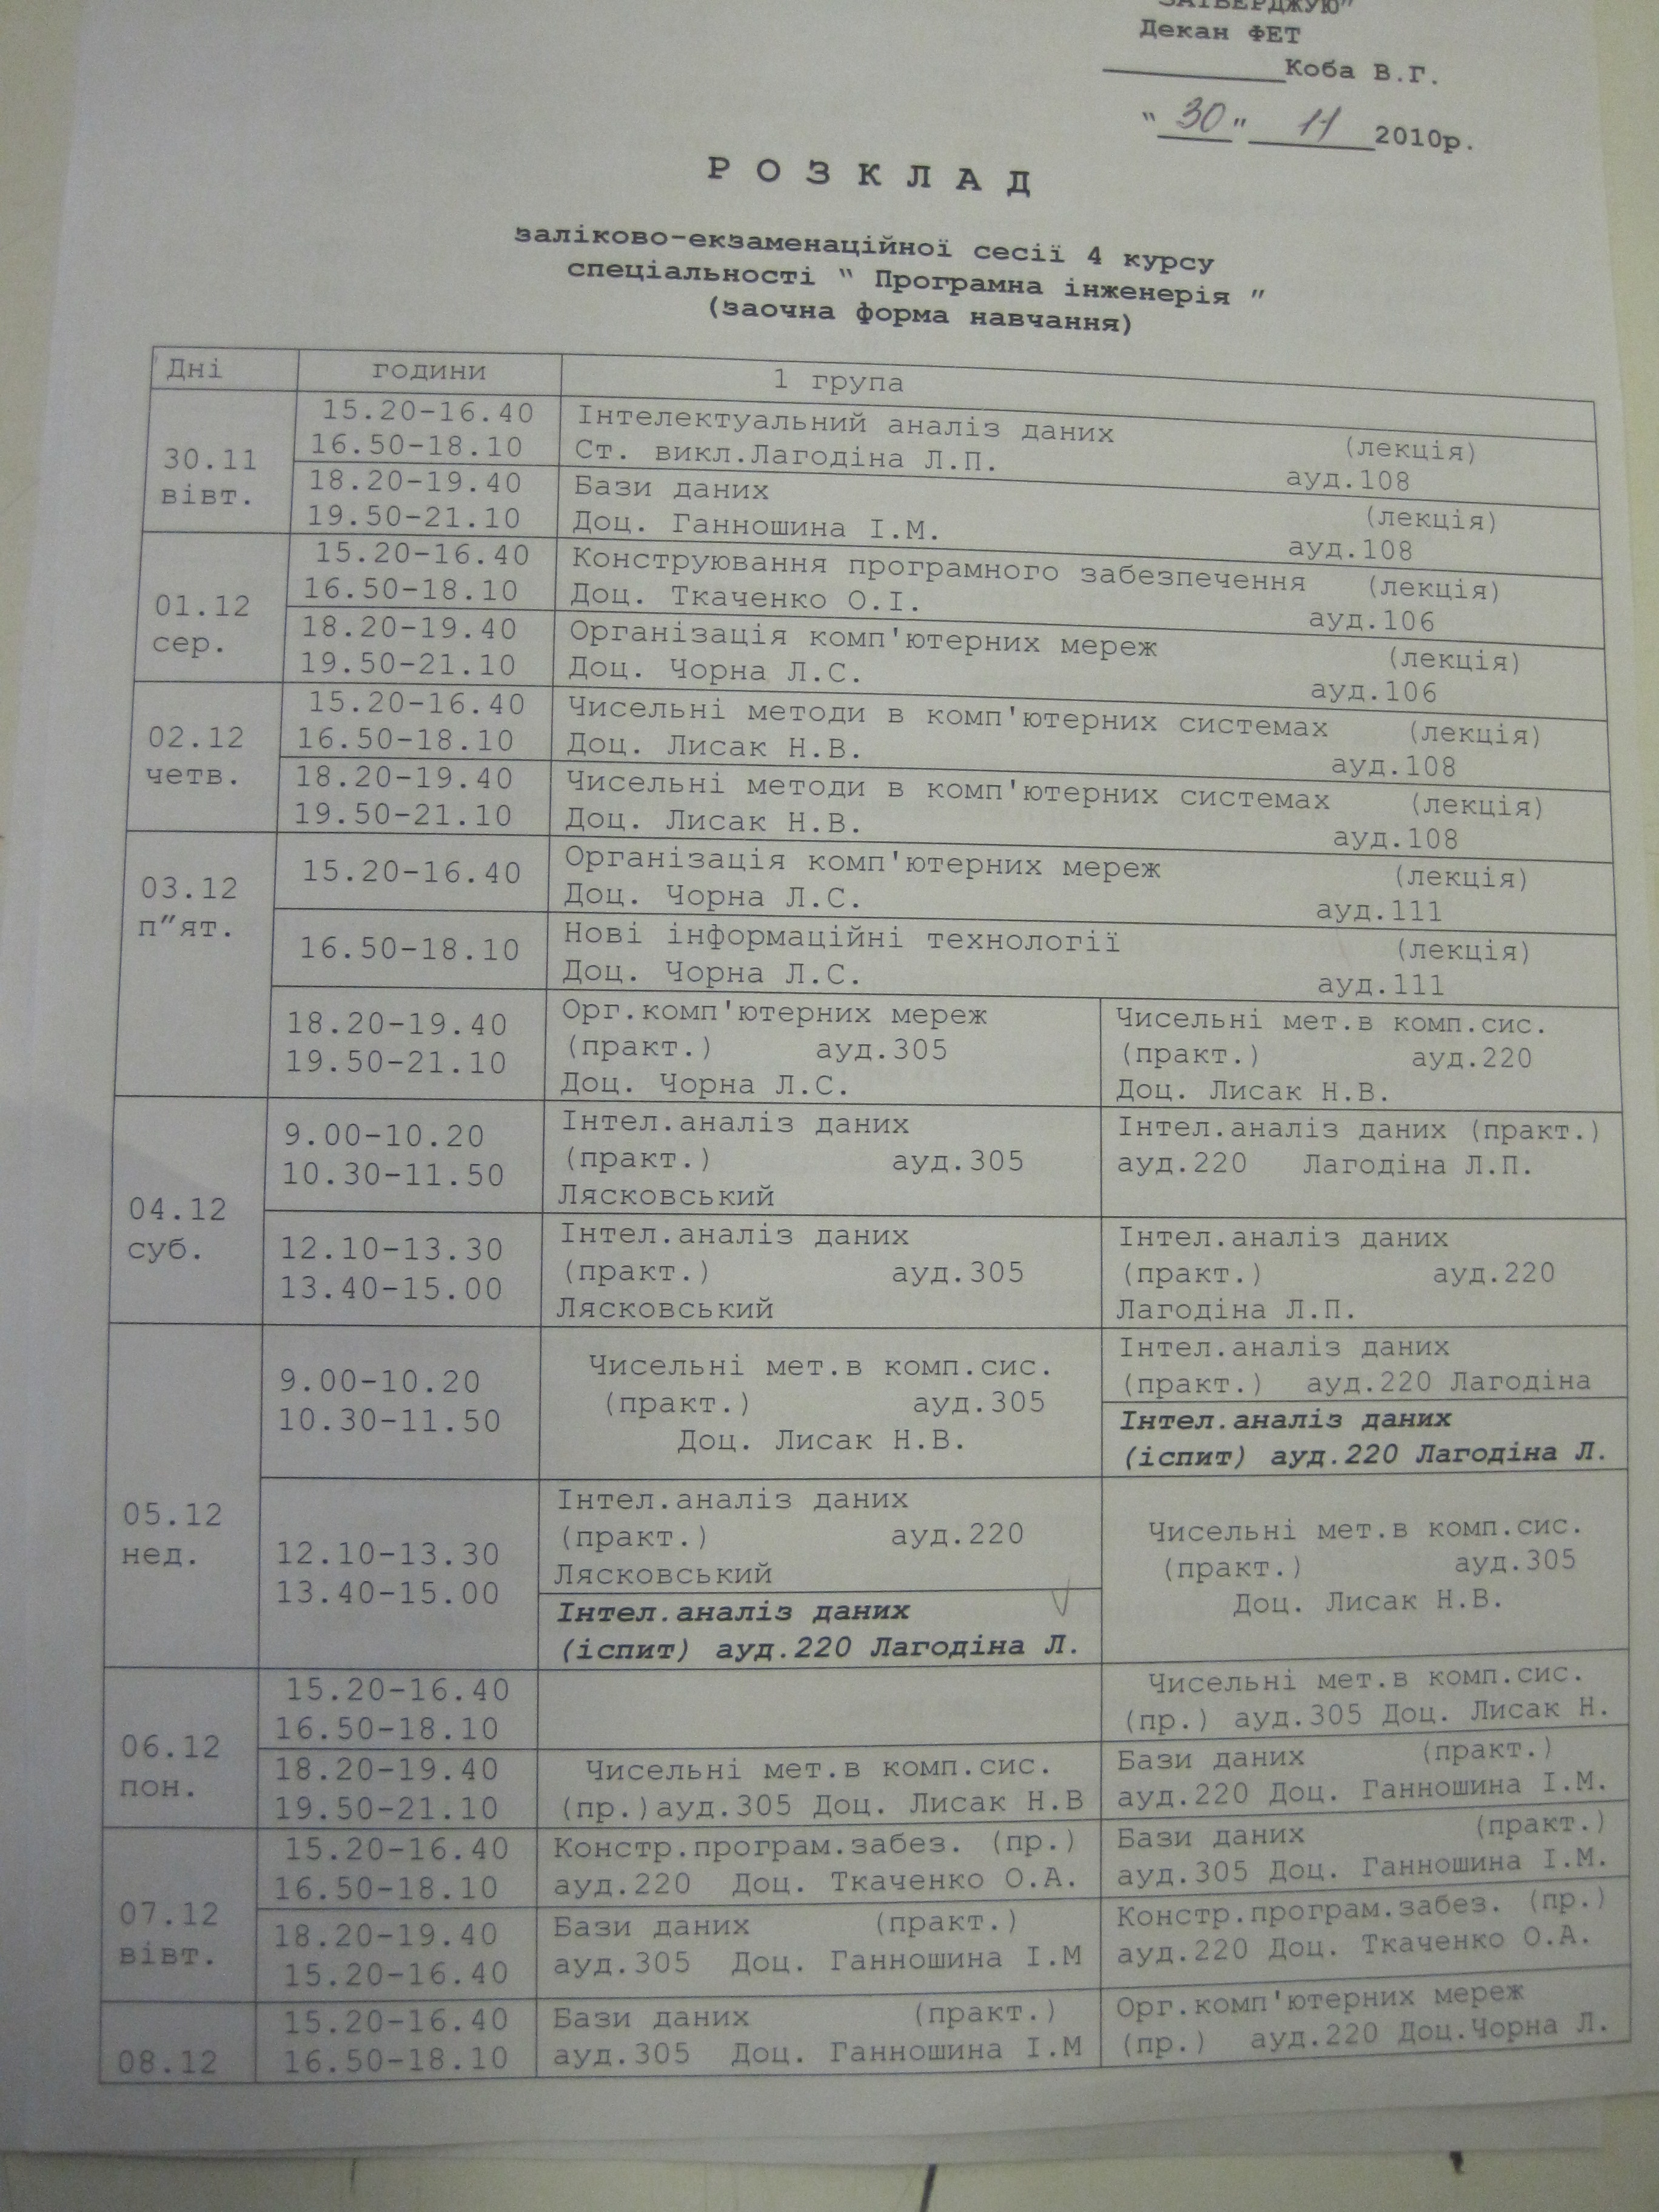 ЗАТВЕРДЖУЮ"
Декан ФЕТ
____________Коба В.Г.
"_30_"___11____2010р.
Р О З К Л А Д
заліково-екзаменаційної сесії 4 курсу
спеціальності " Програмна інженерія "
(заочна форма навчання)
Дні години 1 група
30.11
вівт.
15.20-16.40
16.50-18.10
Інтелектуальний аналіз даних (лекція)
Ст. викл.Лагодіна Л.П. ауд.108
18.20-19.40
19.50-21.10
Бази даних (лекція)
Доц. Ганношина І.М. ауд.108
01.12
сер.
15.20-16.40
16.50-18.10
Конструювання програмного забезпечення (лекція)
Доц. Ткаченко О.І. ауд.106
18.20-19.40
19.50-21.10
Організація комп'ютерних мереж (лекція)
Доц. Чорна Л.С. ауд.106
02.12
четв.
15.20-16.40
16.50-18.10
Чисельні методи в комп'ютерних системах (лекція)
Доц. Лисак Н.В. ауд.108
18.20-19.40
19.50-21.10
Чисельні методи в комп'ютерних системах (лекція)
Доц. Лисак Н.В. ауд.108
03.12
п"ят.
15.20-16.40
Організація комп'ютерних мереж (лекція)
Доц. Чорна Л.С. ауд.111
16.50-18.10
Нові інформаційні технології (лекція)
Доц. Чорна Л.С. ауд.111
18.20-19.40
19.50-21.10
Орг.комп'ютерних мереж
(практ.) ауд.305
Доц. Чорна Л.С.
Чисельні мет.в комп.сис.
(практ.) ауд.220
Доц. Лисак Н.В.
04.12
суб.
9.00-10.20
10.30-11.50
Інтел.аналіз даних
(практ.) ауд.305
Лясковський
Інтел.аналіз даних (практ.)
ауд.220 Лагодіна Л.П.
12.10-13.30
13.40-15.00
Інтел.аналіз даних
(практ.) ауд.305
Лясковський
Інтел.аналіз даних
(практ.) ауд.220
Лагодіна Л.П.
05.12
нед.
9.00-10.20
10.30-11.50
Чисельні мет.в комп.сис.
(практ.) ауд.305
Доц. Лисак Н.В.
Інтел.аналіз даних
(практ.) ауд.220 Лагодіна
Інтел.аналіз даних
(іспит) ауд.220 Лагодіна Л.
12.10-13.30
13.40-15.00
Інтел.аналіз даних
(практ.) ауд.220
Лясковський
Інтел.аналіз даних
(іспит) ауд.220 Лагодіна Л.
Чисельні мет.в комп.сис.
(практ.) ауд.305
Доц. Лисак Н.В.
06.12
пон.
15.20-16.40
16.50-18.10
Чисельні мет.в комп.сис.
(пр.) ауд.305 Доц. Лисак Н.
18.20-19.40
19.50-21.10
Чисельні мет.в комп.сис.
(пр.)ауд.305 Доц. Лисак Н.В
Бази даних (практ.)
ауд.220 Доц. Ганношина І.М.
07.12
вівт.
15.20-16.40
16.50-18.10
Констр.програм.забез. (пр.)
ауд.220 Доц. Ткаченко О.А.
Бази даних (практ.)
ауд.305 Доц. Ганношина І.М.
18.20-19.40
15.20-16.40
Бази даних (практ.)
ауд.305 Доц. Ганношина І.М
Констр.програм.забез. (пр.)
ауд.220 Доц. Ткаченко О.А.
08.12
15.20-16.40
16.50-18.10
Бази даних (практ.)
ауд.305 Доц. Ганношина І.М
Орг.комп'ютерних мереж
(пр.) ауд.220 Доц.Чорна Л.